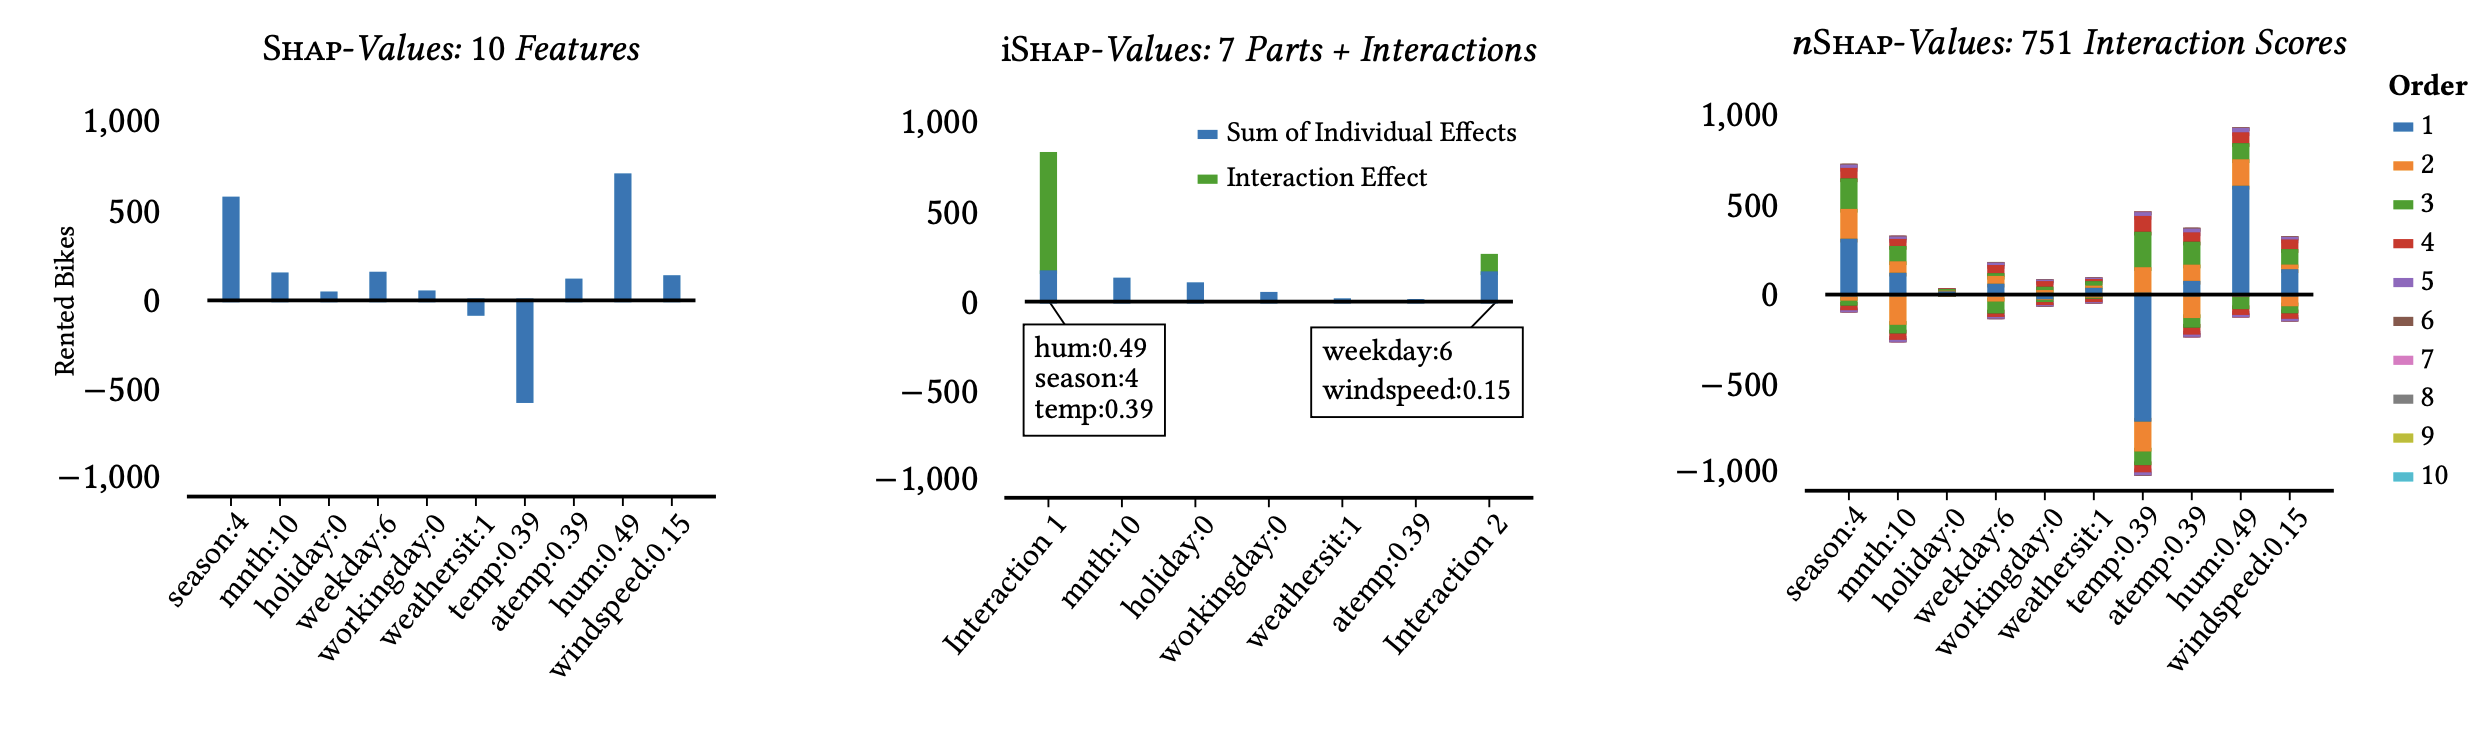 SHAP-Values: 10 Features
Rented Bikes
1,000
500
0
−500
−1,000
season:4
mnth:10
holiday:0
weekday:6
workingday:0
weathersit:1
temp:0.39
atemp:0.39
hum:0.49
windspeed:0.15
iSHAP-Values: 7 Parts + Interactions
1,000
500
0
−500
−1,000
Sum of Individual Effects
Interaction Effect
hum:0.49
season:4
temp:0.39
weekday:6
windspeed:0.15
Interaction 1
mnth:10
holiday:0
workingday:0
weathersit:1
atemp:0.39
Interaction 2
nSHAP-Values: 751 Interaction Scores
1,000
500
0
−500
−1,000
season:4
mnth:10
holiday:0
weekday:6
workingday:0
weathersit:1
temp:0.39
atemp:0.39
hum:0.49
windspeed:0.15
Order
1
2
3
4
5
6
7
8
9
10